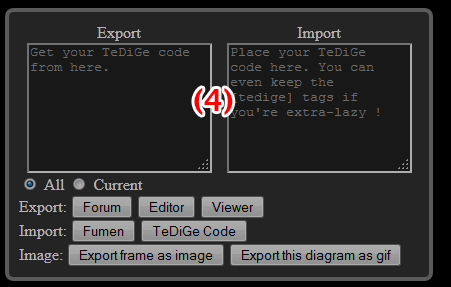 Export Import
Get your TeDiGe code
from here.
Place your TeDiGe
code here. You can
even keep the
[tedige] tags if
you're extra-lazy !
(4)
All Current
Export: Forum Editor Viewer
Import: Fumen TeDiGe Code
Image: Export frame as image Export this diagram as gif